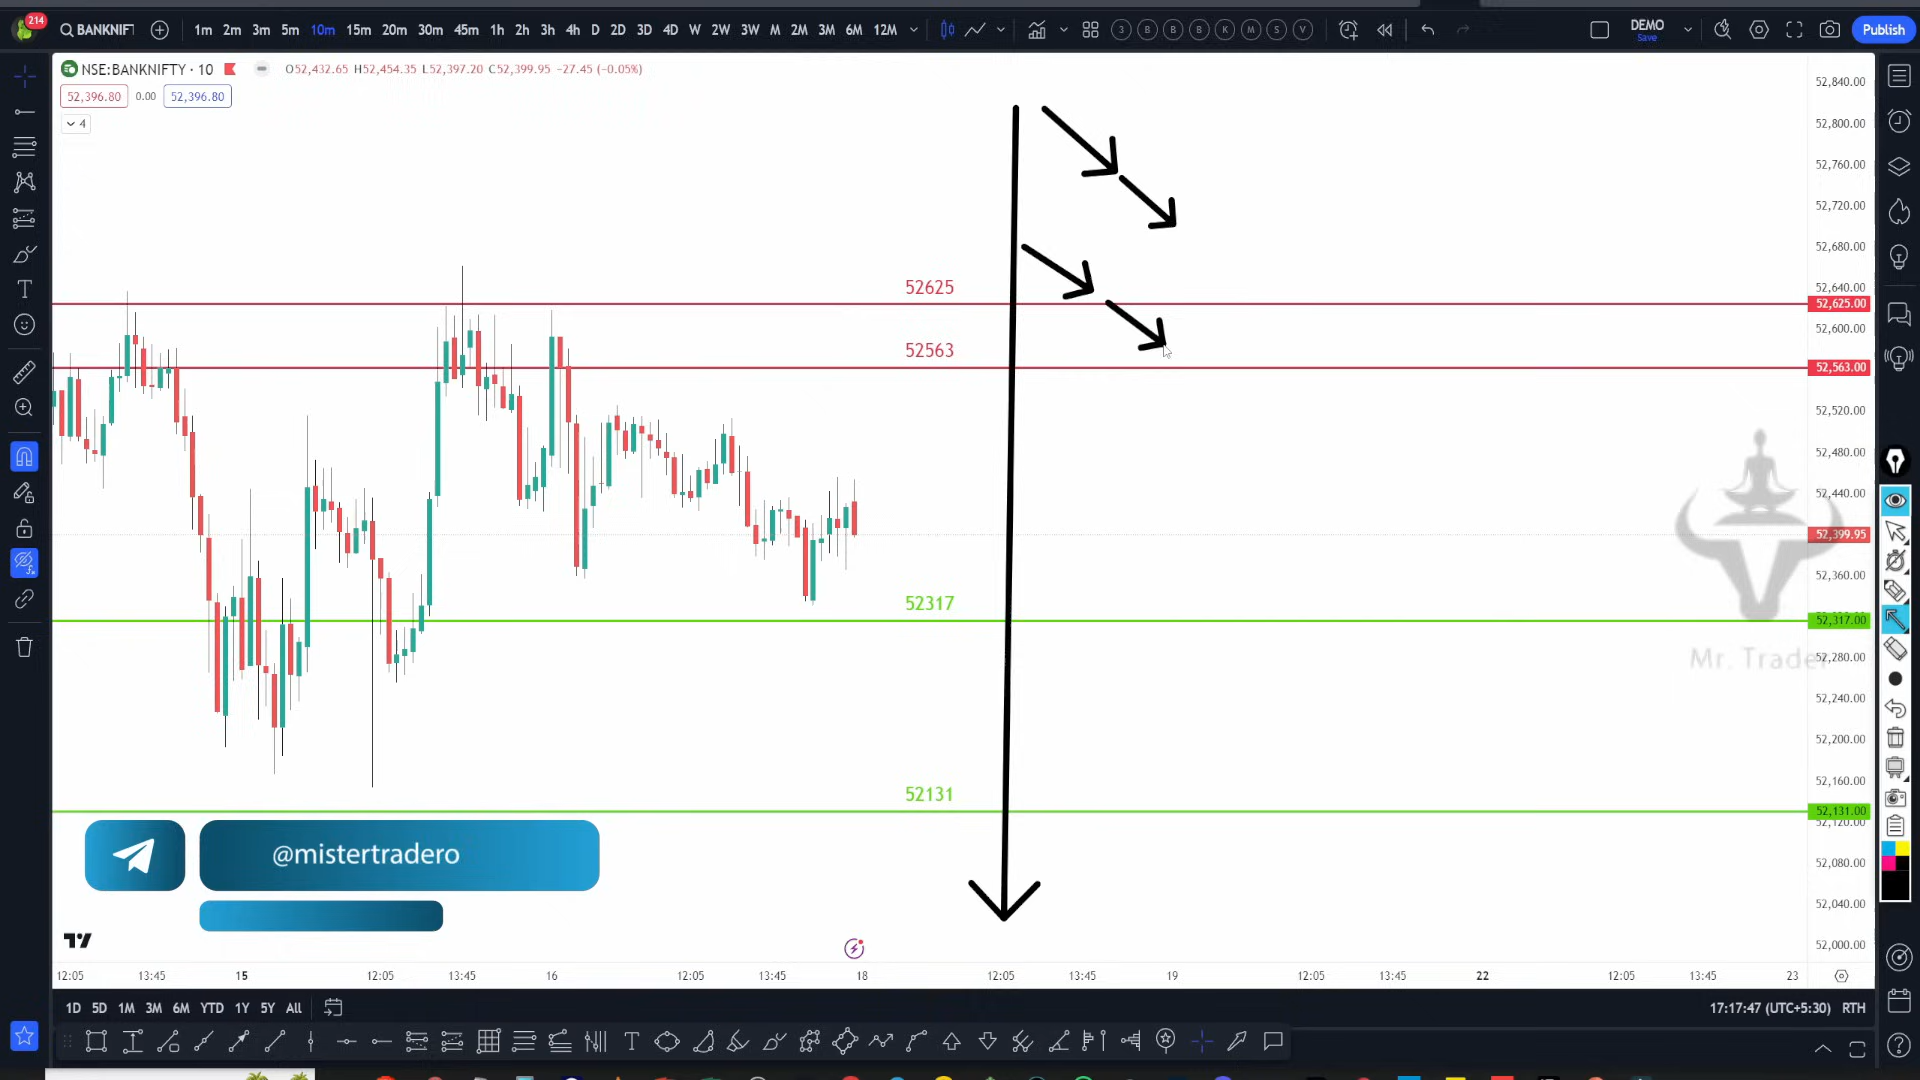 214
BANKNIFT
1m 2m 3m 5m 10m 15m 20m 30m 45m 1h 2h 3h 4h D 2D 3D 4D W 2W 3W M 2M 3M 6M 12M
3 B B B K M S V
DEMO
Save
Publish
NSE:BANKNIFTY · 10
O52,432.65 H52,454.35 L52,397.20 C52,399.95 -27.45 (-0.05%)
52,396.80 0.00 52,396.80
4
52625
52563
52317
52131
52,840.00
52,800.00
52,760.00
52,720.00
52,680.00
52,640.00
52,625.00
52,600.00
52,563.00
52,520.00
52,480.00
52,440.00
52,399.95
52,360.00
52,317.00
52,280.00
52,240.00
52,200.00
52,160.00
52,131.00
52,120.00
52,080.00
52,040.00
52,000.00
Mr. Trader
@mistertradero
12:05 13:45 15 12:05 13:45 16 12:05 13:45 18 12:05 13:45 19 12:05 13:45 22 12:05 13:45 23
1D 5D 1M 3M 6M YTD 1Y 5Y All
17:17:47 (UTC+5:30) RTH